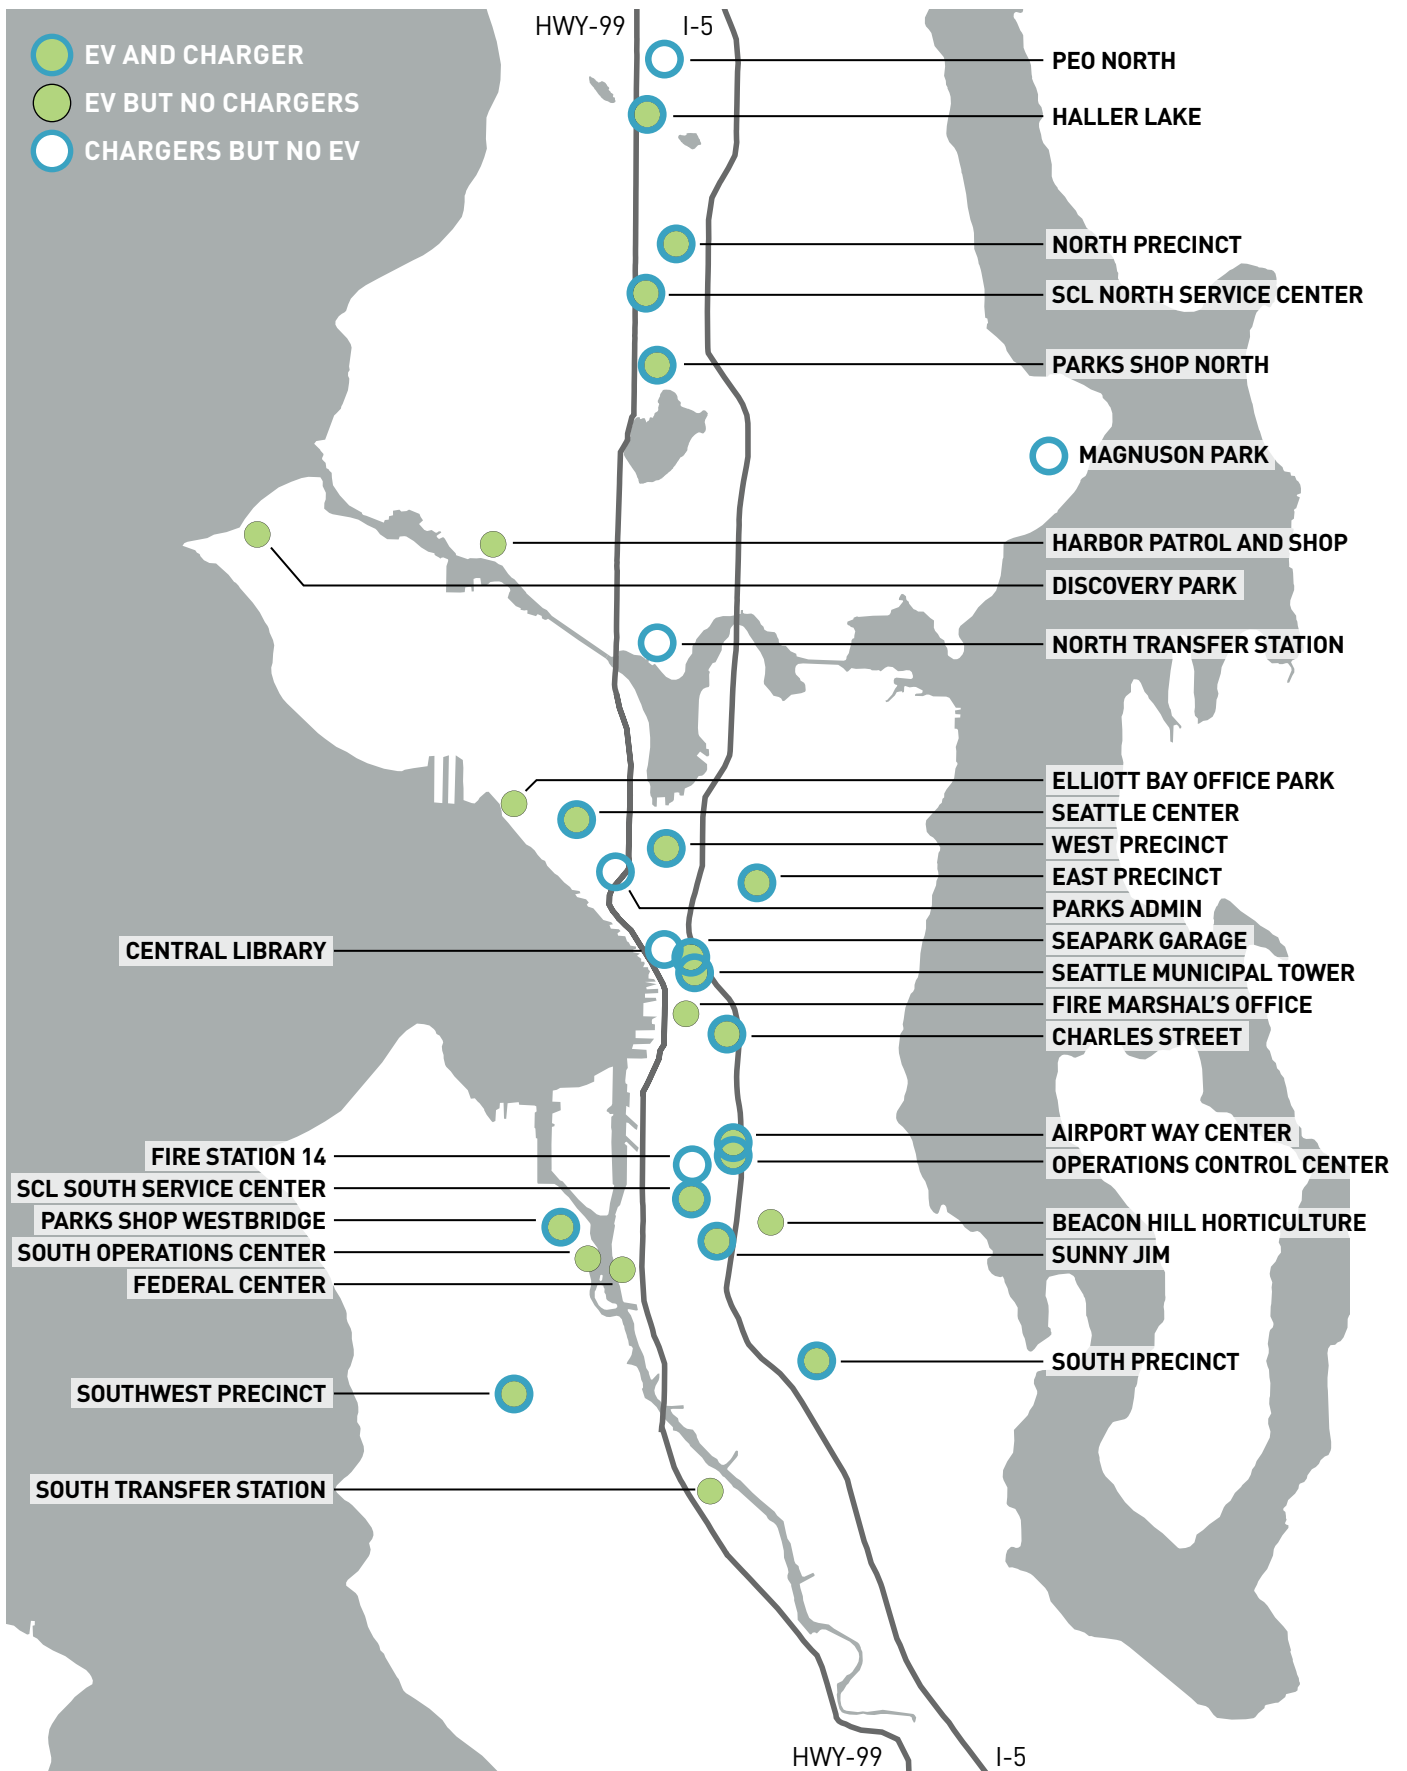 HWY-99
I-5
EV AND CHARGER
EV BUT NO CHARGERS
CHARGERS BUT NO EV
PEO NORTH
HALLER LAKE
NORTH PRECINCT
SCL NORTH SERVICE CENTER
PARKS SHOP NORTH
MAGNUSON PARK
HARBOR PATROL AND SHOP
DISCOVERY PARK
NORTH TRANSFER STATION
ELLIOTT BAY OFFICE PARK
SEATTLE CENTER
WEST PRECINCT
EAST PRECINCT
PARKS ADMIN
SEAPARK GARAGE
CENTRAL LIBRARY
SEATTLE MUNICIPAL TOWER
FIRE MARSHAL'S OFFICE
CHARLES STREET
AIRPORT WAY CENTER
FIRE STATION 14
OPERATIONS CONTROL CENTER
SCL SOUTH SERVICE CENTER
PARKS SHOP WESTBRIDGE
BEACON HILL HORTICULTURE
SOUTH OPERATIONS CENTER
SUNNY JIM
FEDERAL CENTER
SOUTH PRECINCT
SOUTHWEST PRECINCT
SOUTH TRANSFER STATION
HWY-99
I-5